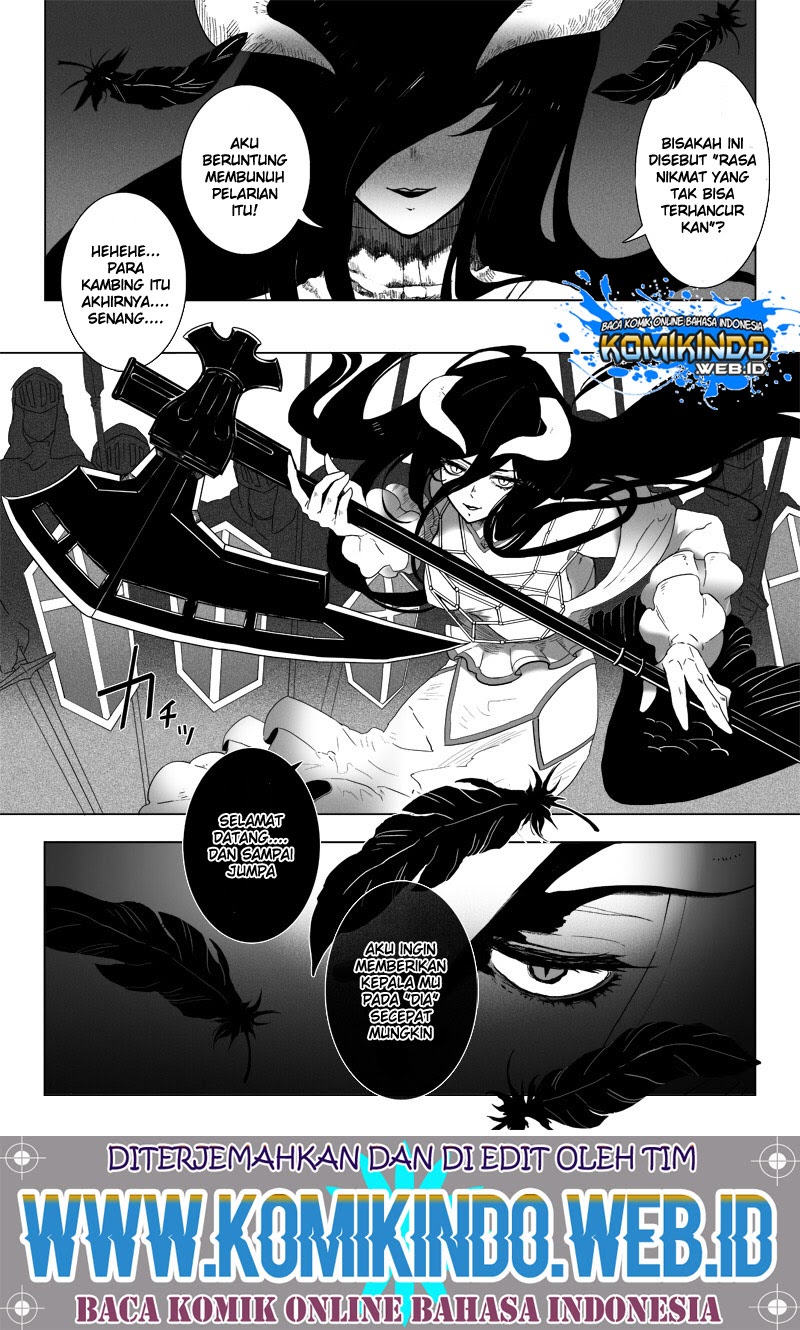 BISAKAH INI
DISEBUT "RASA
NIKMAT YANG
TAK BISA
TERHANCUR
KAN"?
AKU
BERUNTUNG
MEMBUNUH
PELARIAN
ITU!
HEHEHE...
PARA
KAMBING ITU
AKHIRNYA....
SENANG....
BACA KOMIK ONLINE BAHASA INDONESIA
KOMIKINDO
WEB.ID
カチッ
SELAMAT
DATANG....
DAN SAMPAI
JUMPA
AKU INGIN
MEMBERIKAN
KEPALA MU
PADA "DIA"
SECEPAT
MUNGKIN
DITERJEMAHKAN DAN DI EDIT OLEH TIM
WWW.KOMIKINDO.WEB.ID
BACA KOMIK ONLINE BAHASA INDONESIA